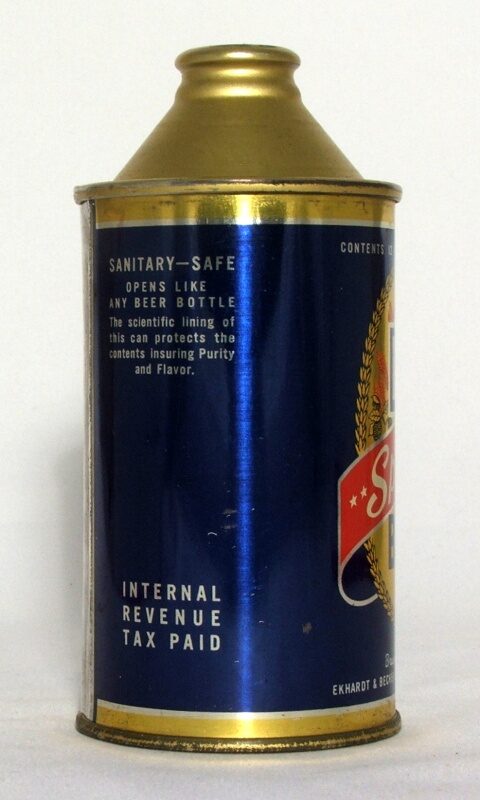 SANITARY—SAFE
OPENS LIKE
ANY BEER BOTTLE
The scientific lining of
this can protects the
contents insuring Purity
and Flavor.
INTERNAL
REVENUE
TAX PAID
CONTENTS 12
EKHARDT &